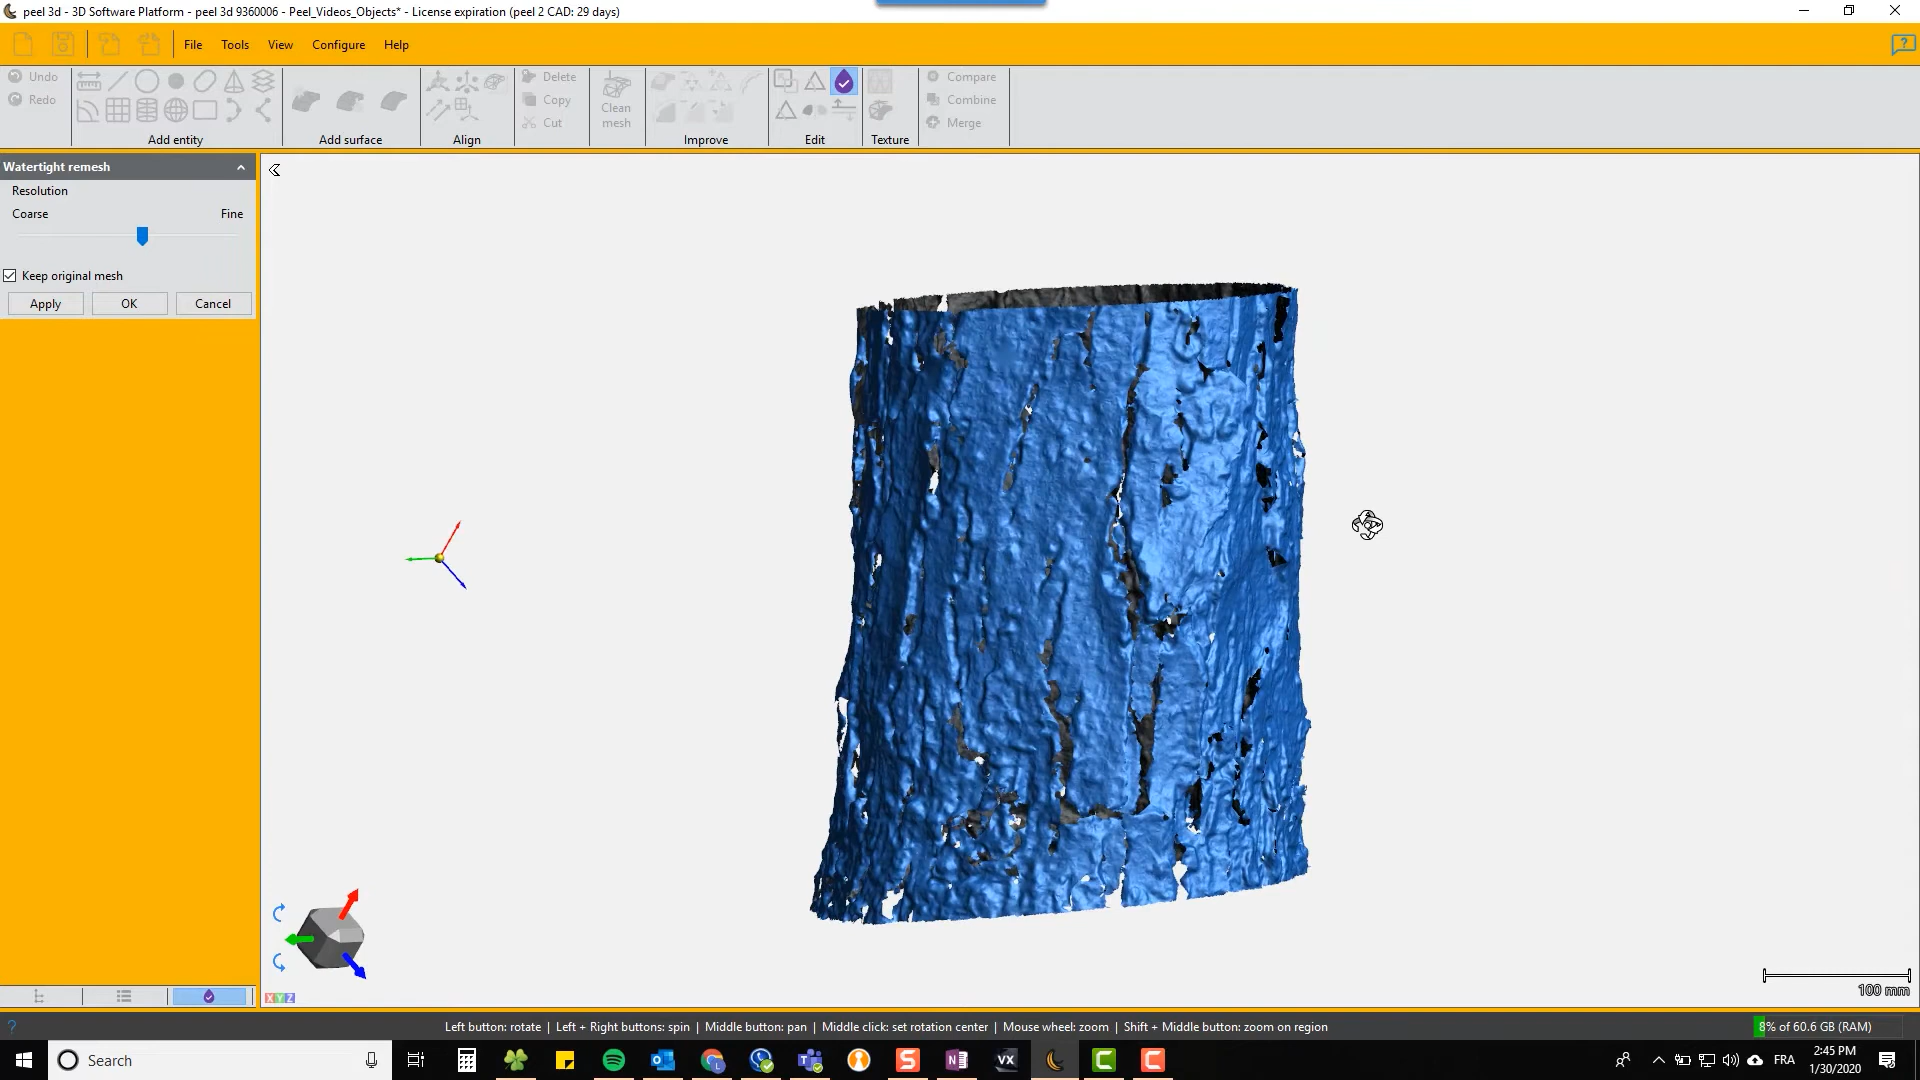 peel 3d - 3D Software Platform - peel 3d 9360006 - Peel_Videos_Objects* - License expiration (peel 2 CAD: 29 days)
File Tools View Configure Help
Undo
Redo
Add entity
Add surface
Align
Delete
Copy
Cut
Clean
mesh
Improve
Edit
Texture
Compare
Combine
Merge
Watertight remesh
Resolution
Coarse Fine
Keep original mesh
Apply OK Cancel
XYZ
100 mm
Left button: rotate | Left + Right buttons: spin | Middle button: pan | Middle click: set rotation center | Mouse wheel: zoom | Shift + Middle button: zoom on region
8% of 60.6 GB (RAM)
Search
VX
FRA
2:45 PM
1/30/2020